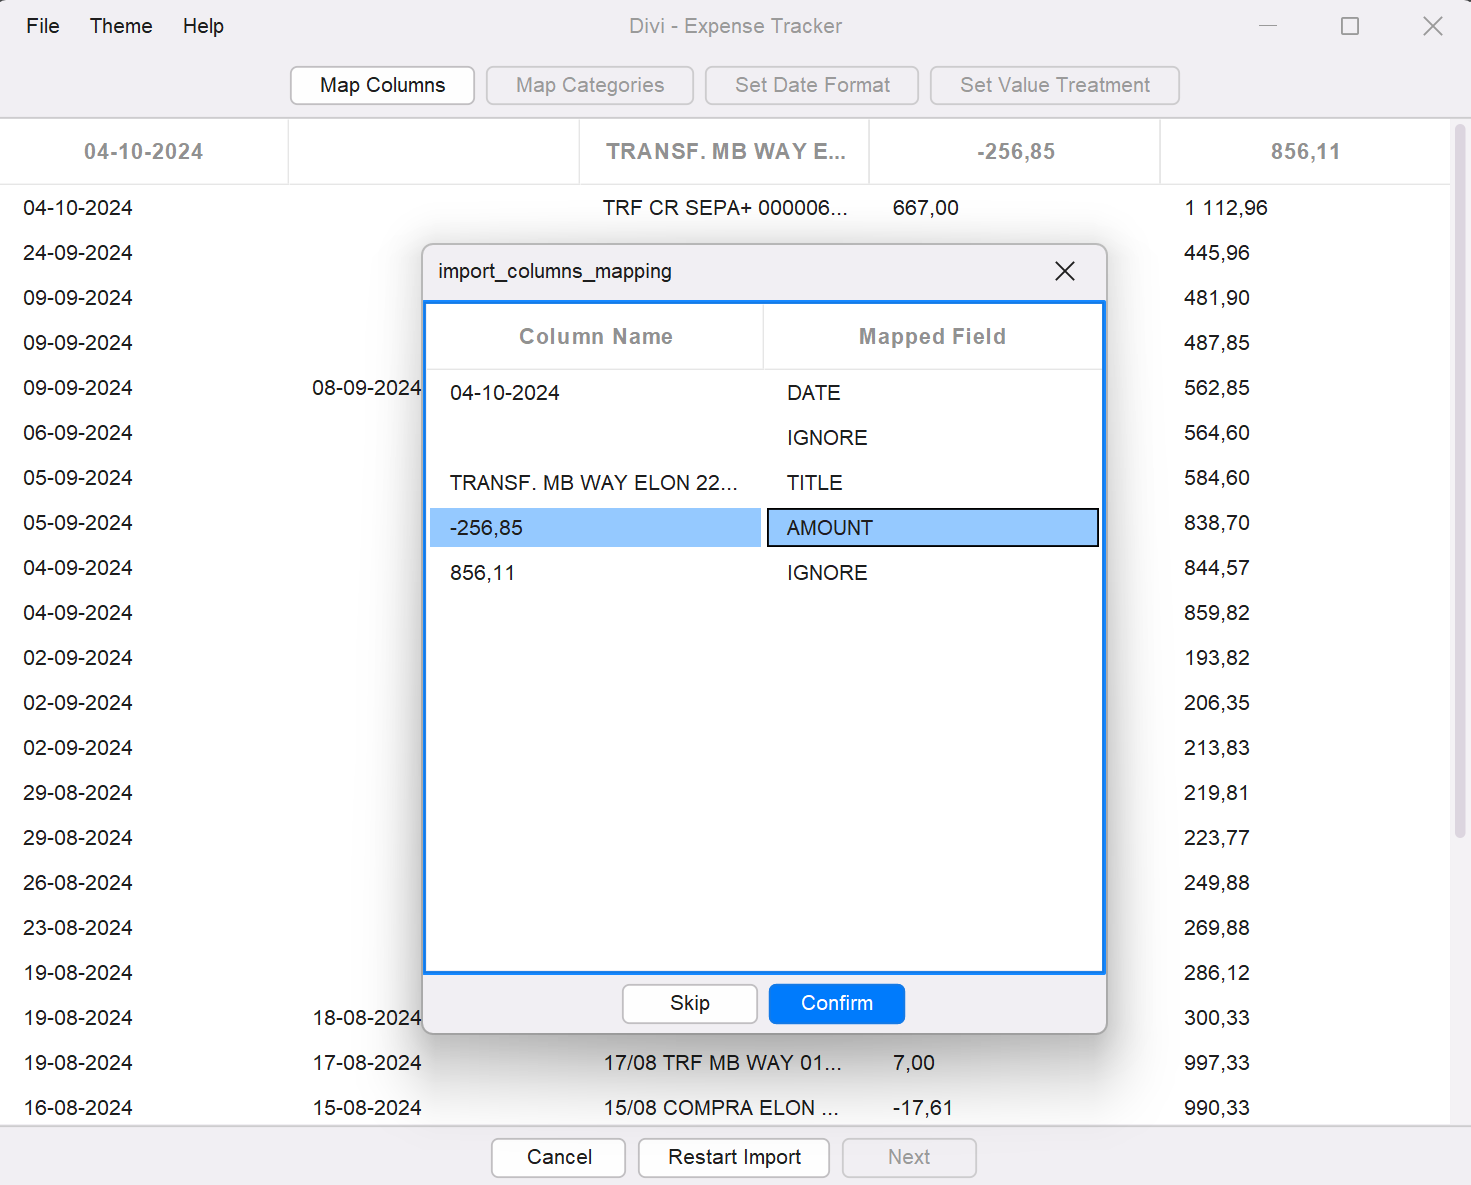 File Theme Help Divi - Expense Tracker
Map Columns Map Categories Set Date Format Set Value Treatment
04-10-2024 TRANSF. MB WAY E... -256,85 856,11
04-10-2024 TRF CR SEPA+ 000006... 667,00 1 112,96
24-09-2024 445,96
09-09-2024 481,90
09-09-2024 487,85
09-09-2024 08-09-2024 562,85
06-09-2024 564,60
05-09-2024 584,60
05-09-2024 838,70
04-09-2024 844,57
04-09-2024 859,82
02-09-2024 193,82
02-09-2024 206,35
02-09-2024 213,83
29-08-2024 219,81
29-08-2024 223,77
26-08-2024 249,88
23-08-2024 269,88
19-08-2024 286,12
19-08-2024 18-08-2024 300,33
19-08-2024 17-08-2024 17/08 TRF MB WAY 01... 7,00 997,33
16-08-2024 15-08-2024 15/08 COMPRA ELON ... -17,61 990,33
import_columns_mapping
Column Name Mapped Field
04-10-2024 DATE
IGNORE
TRANSF. MB WAY ELON 22... TITLE
-256,85 AMOUNT
856,11 IGNORE
Skip Confirm
Cancel Restart Import Next